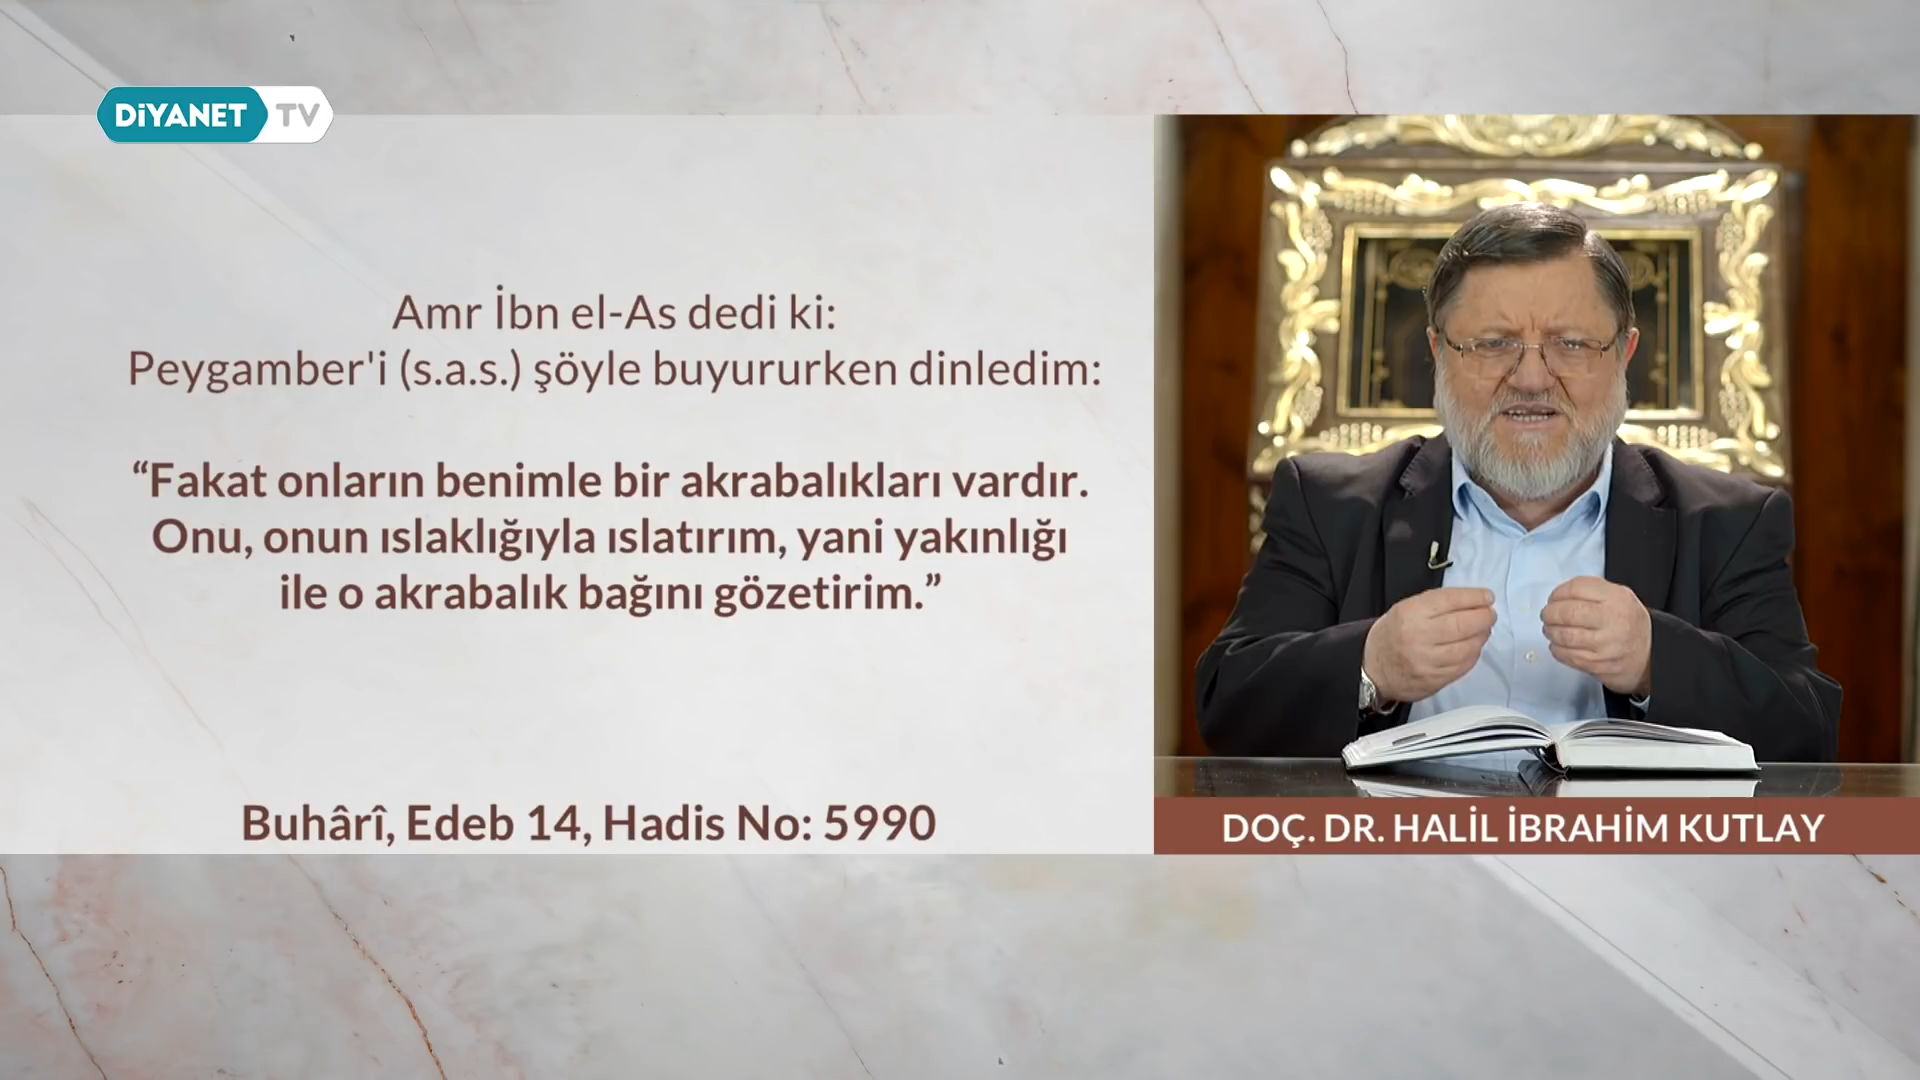 DİYANET TV
Amr İbn el-As dedi ki:
Peygamber'i (s.a.s.) şöyle buyururken dinledim:
“Fakat onların benimle bir akrabalıkları vardır.
Onu, onun ıslaklığıyla ıslatırım, yani yakınlığı
ile o akrabalık bağını gözetirim.”
Buhârî, Edeb 14, Hadis No: 5990
DOÇ. DR. HALİL İBRAHİM KUTLAY